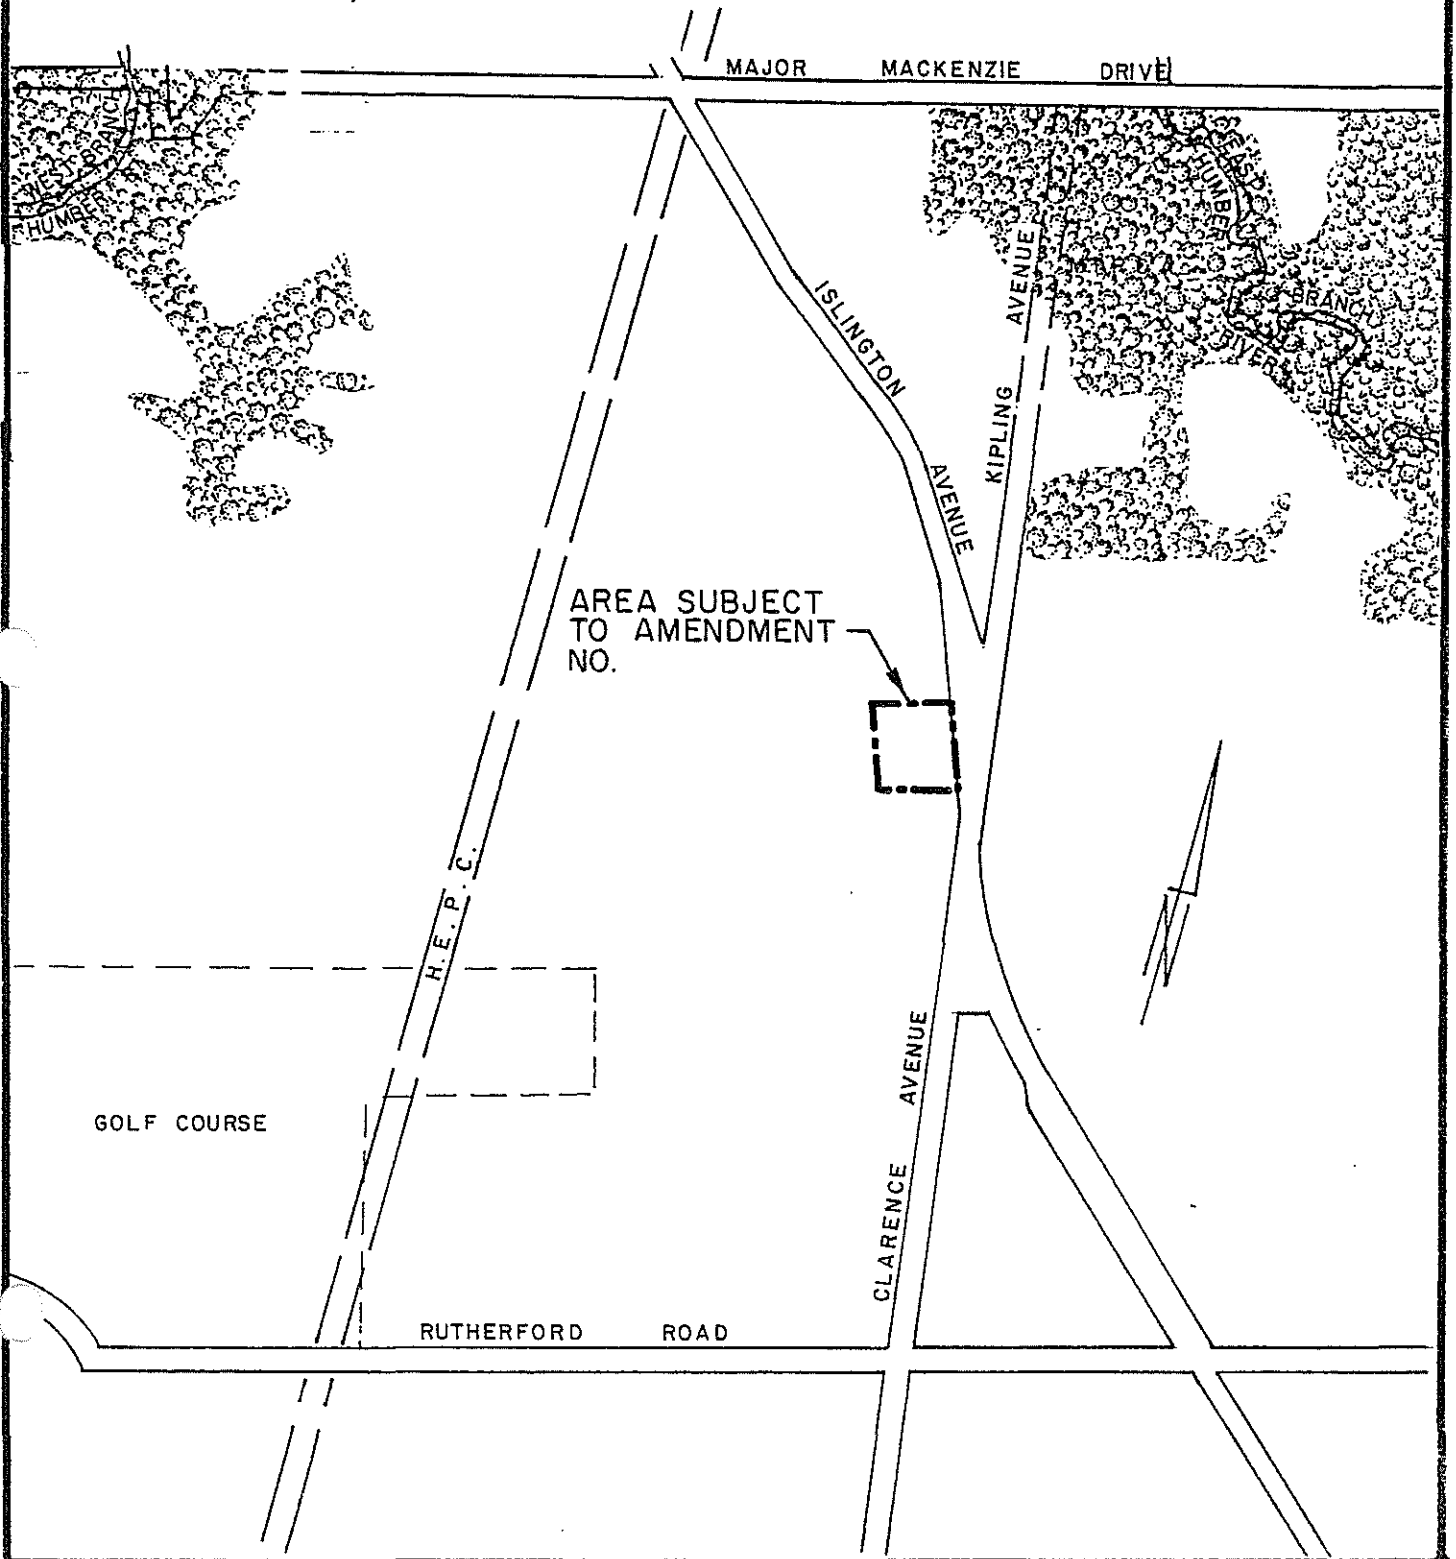 MAJOR MACKENZIE DRIVE
WEST BRANCH
HUMBER
EAST
HUMBER
BRANCH
RIVER
ISLINGTON
AVENUE
KIPLING AVENUE
AREA SUBJECT
TO AMENDMENT
NO.
H.E.P.C.
GOLF COURSE
CLARENCE AVENUE
RUTHERFORD ROAD